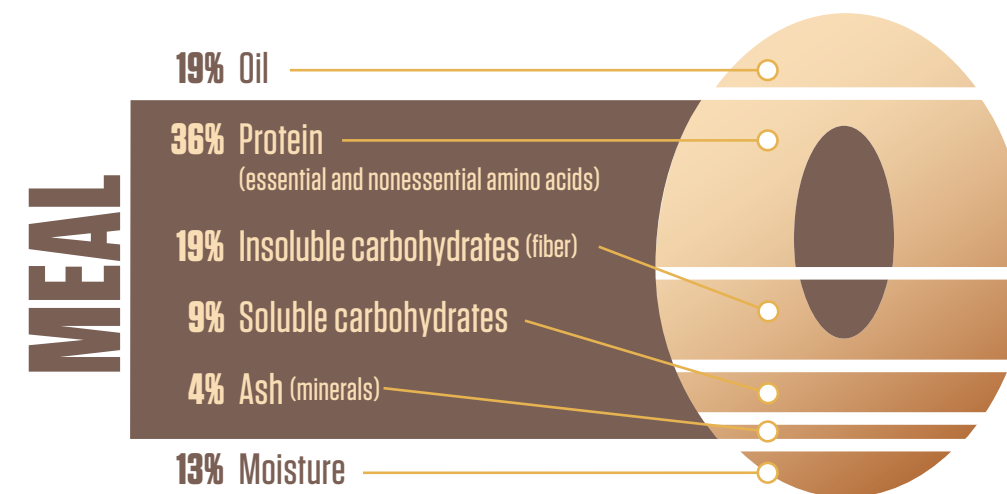 19% Oil
MEAL
36% Protein
(essential and nonessential amino acids)
19% Insoluble carbohydrates (fiber)
9% Soluble carbohydrates
4% Ash (minerals)
13% Moisture